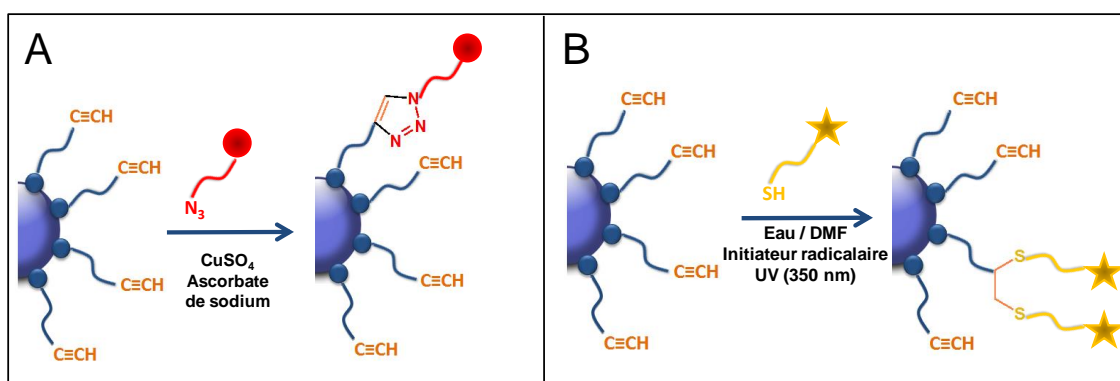 A
C≡CH
C≡CH
C≡CH
C≡CH
N₃
CuSO₄
Ascorbate
de sodium
N
N
N
C≡CH
C≡CH
C≡CH
B
C≡CH
C≡CH
C≡CH
C≡CH
SH
Eau / DMF
Initiateur radicalaire
UV (350 nm)
C≡CH
C≡CH
S
S
C≡CH